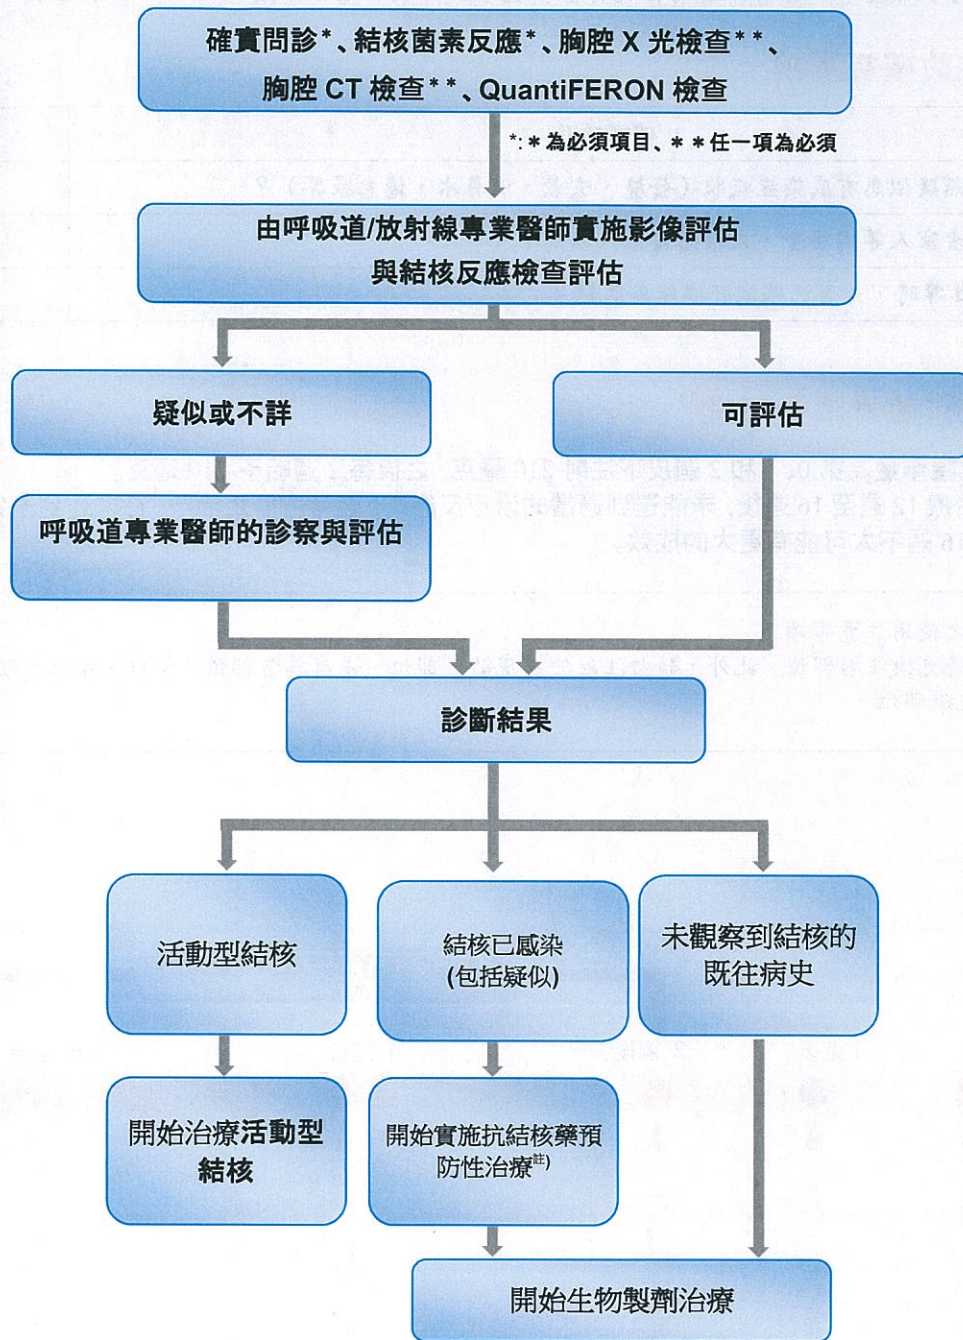 確實問診*、結核菌素反應*、胸腔 X 光檢查**、
胸腔 CT 檢查**、QuantiFERON 檢查
*:*為必須項目、**任一項為必須
由呼吸道/放射線專業醫師實施影像評估
與結核反應檢查評估
疑似或不詳
可評估
呼吸道專業醫師的診察與評估
診斷結果
活動型結核
結核已感染
(包括疑似)
未觀察到結核的
既往病史
開始治療活動型
結核
開始實施抗結核藥預
防性治療註)
開始生物製劑治療